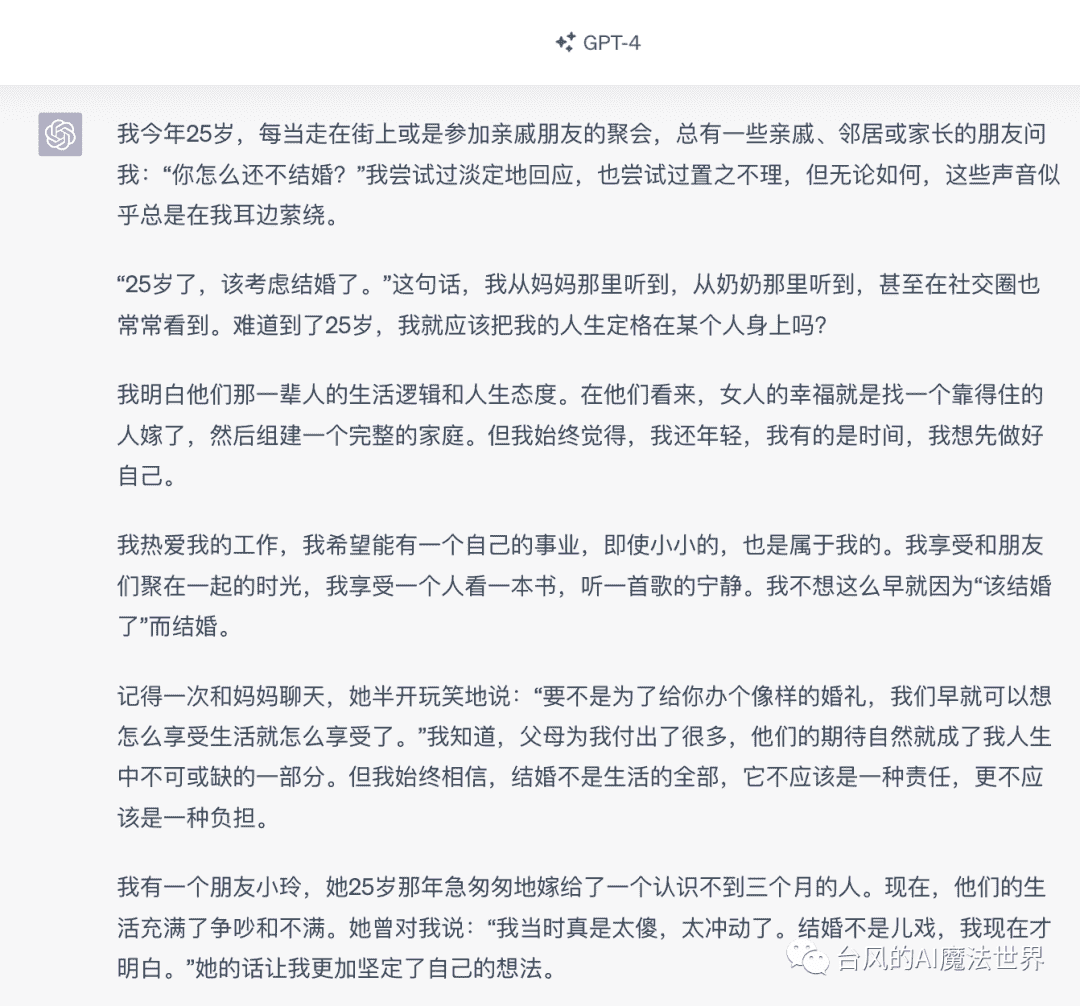 GPT-4
我今年25岁，每当走在街上或是参加亲戚朋友的聚会，总有一些亲戚、邻居或家长的朋友问
我：“你怎么还不结婚？”我尝试过淡定地回应，也尝试过置之不理，但无论如何，这些声音似
乎总是在我耳边萦绕。
“25岁了，该考虑结婚了。”这句话，我从妈妈那里听到，从奶奶那里听到，甚至在社交圈也
常常看到。难道到了25岁，我就应该把我的人生定格在某个人身上吗？
我明白他们那一辈人的生活逻辑和人生态度。在他们看来，女人的幸福就是找一个靠得住的
人嫁了，然后组建一个完整的家庭。但我始终觉得，我还年轻，我有的是时间，我想先做好
自己。
我热爱我的工作，我希望能有一个自己的事业，即使小小的，也是属于我的。我享受和朋友
们聚在一起的时光，我享受一个人看一本书，听一首歌的宁静。我不想这么早就因为“该结婚
了”而结婚。
记得一次和妈妈聊天，她半开玩笑地说：“要不是为了给你办个像样的婚礼，我们早就可以想
怎么享受生活就怎么享受了。”我知道，父母为我付出了很多，他们的期待自然就成了我人生
中不可或缺的一部分。但我始终相信，结婚不是生活的全部，它不应该是一种责任，更不应
该是一种负担。
我有一个朋友小玲，她25岁那年急匆匆地嫁给了一个认识不到三个月的人。现在，他们的生
活充满了争吵和不满。她曾对我说：“我当时真是太傻，太冲动了。结婚不是儿戏，我现在才
明白。”她的话让我更加坚定了自己的想法。
台风的AI魔法世界